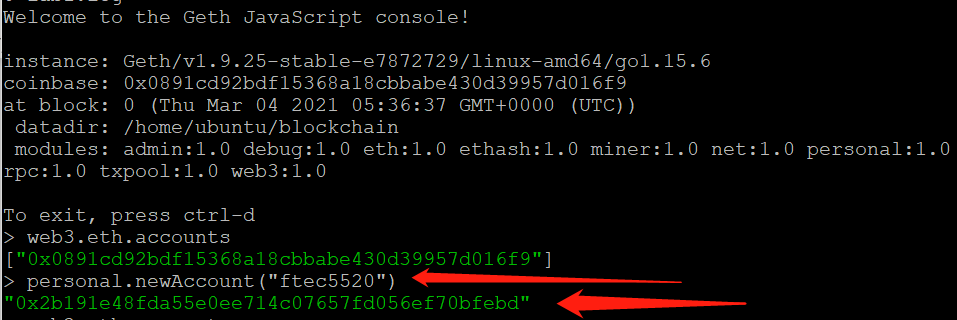 Welcome to the Geth JavaScript console!
instance: Geth/v1.9.25-stable-e7872729/linux-amd64/go1.15.6
coinbase: 0x0891cd92bdf15368a18cbbabe430d39957d016f9
at block: 0 (Thu Mar 04 2021 05:36:37 GMT+0000 (UTC))
datadir: /home/ubuntu/blockchain
modules: admin:1.0 debug:1.0 eth:1.0 ethash:1.0 miner:1.0 net:1.0 personal:1.0
rpc:1.0 txpool:1.0 web3:1.0
To exit, press ctrl-d
> web3.eth.accounts
["0x0891cd92bdf15368a18cbbabe430d39957d016f9"]
> personal.newAccount("ftec5520")
"0x2b191e48fda55e0ee714c07657fd056ef70bfebd"